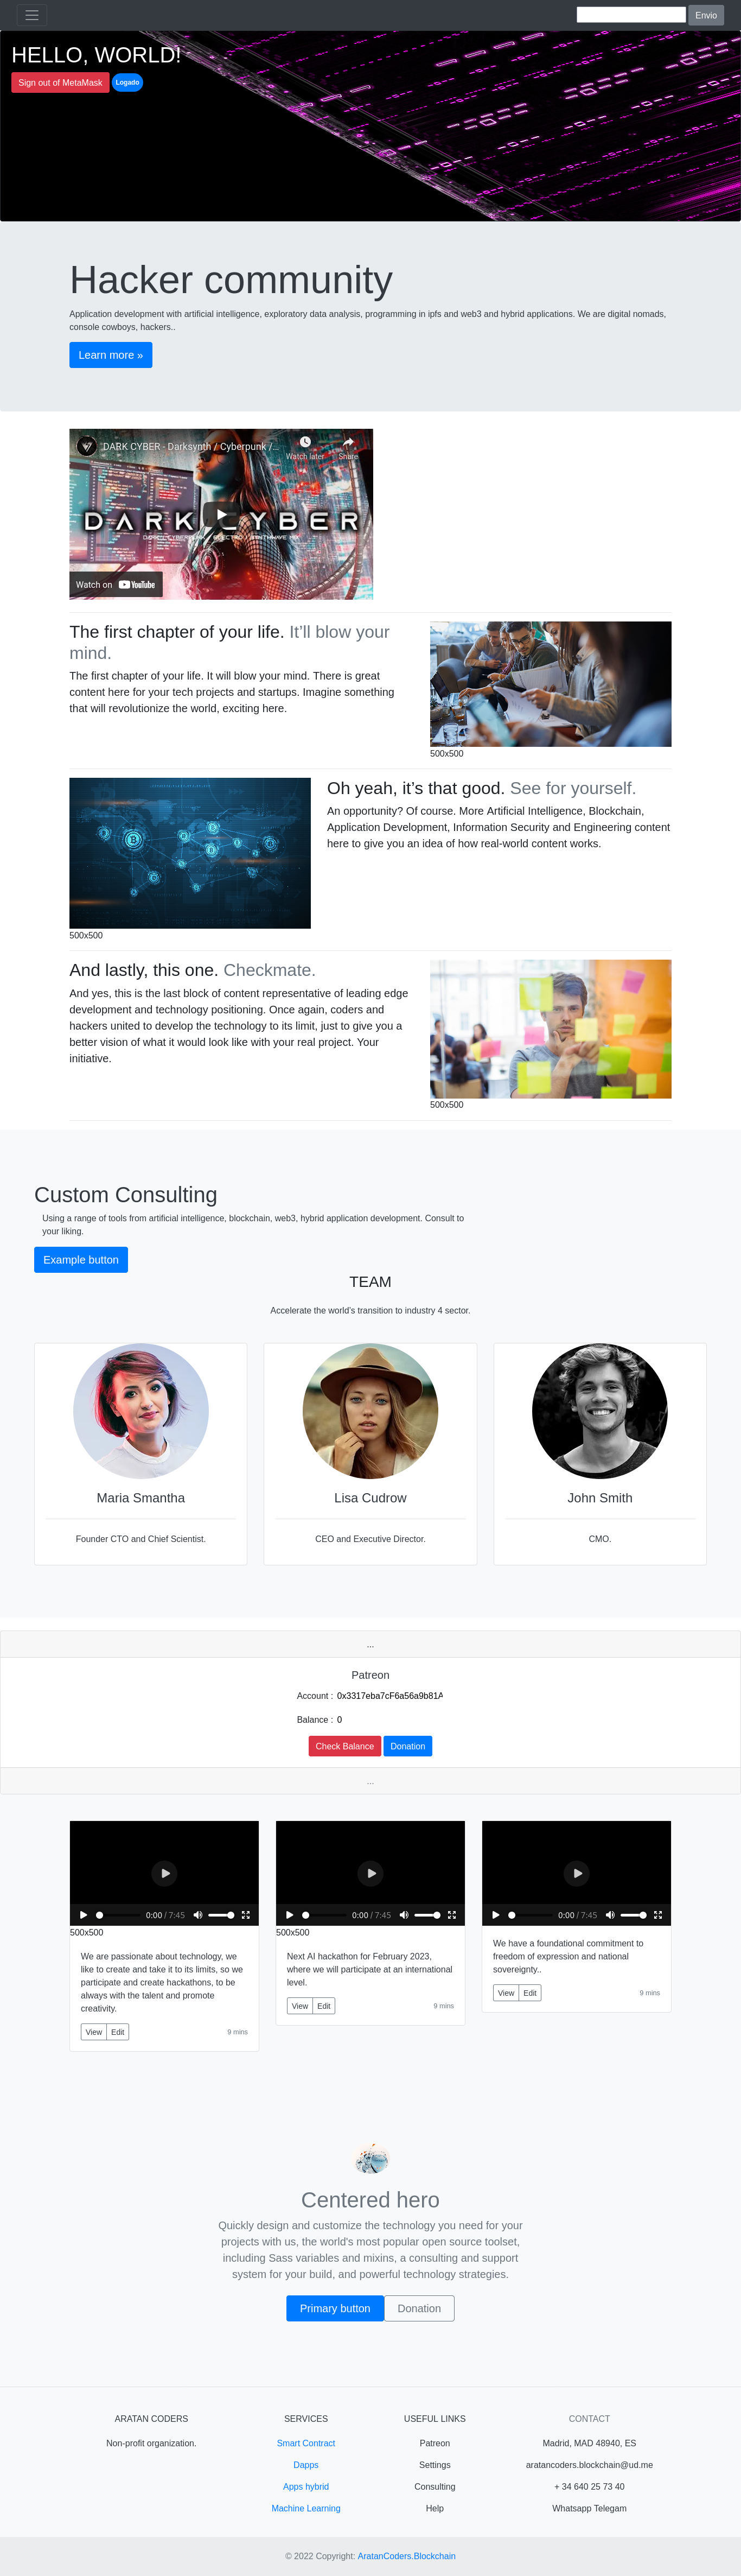 Envio
HELLO, WORLD!
Sign out of MetaMask
Logado
Hacker community
Application development with artificial intelligence, exploratory data analysis, programming in ipfs and web3 and hybrid applications. We are digital nomads,
console cowboys, hackers..
Learn more »
DARK CYBER - Darksynth / Cyberpunk /...
Watch later
Share
DARK CYBER
DARK / CYBERPUNK / ELECTRO / SYNTHWAVE MIX
Watch on YouTube
The first chapter of your life. It’ll blow your
mind.
The first chapter of your life. It will blow your mind. There is great
content here for your tech projects and startups. Imagine something
that will revolutionize the world, exciting here.
500x500
Oh yeah, it’s that good. See for yourself.
An opportunity? Of course. More Artificial Intelligence, Blockchain,
Application Development, Information Security and Engineering content
here to give you an idea of how real-world content works.
500x500
And lastly, this one. Checkmate.
And yes, this is the last block of content representative of leading edge
development and technology positioning. Once again, coders and
hackers united to develop the technology to its limit, just to give you a
better vision of what it would look like with your real project. Your
initiative.
500x500
Custom Consulting
Using a range of tools from artificial intelligence, blockchain, web3, hybrid application development. Consult to
your liking.
Example button
TEAM
Accelerate the world's transition to industry 4 sector.
Maria Smantha
Founder CTO and Chief Scientist.
Lisa Cudrow
CEO and Executive Director.
John Smith
CMO.
...
Patreon
Account : 0x3317eba7cF6a56a9b81A
Balance : 0
Check Balance
Donation
...
0:00 / 7:45
500x500
We are passionate about technology, we
like to create and take it to its limits, so we
participate and create hackathons, to be
always with the talent and promote
creativity.
View
Edit
9 mins
0:00 / 7:45
500x500
Next AI hackathon for February 2023,
where we will participate at an international
level.
View
Edit
9 mins
0:00 / 7:45
We have a foundational commitment to
freedom of expression and national
sovereignty..
View
Edit
9 mins
Centered hero
Quickly design and customize the technology you need for your
projects with us, the world's most popular open source toolset,
including Sass variables and mixins, a consulting and support
system for your build, and powerful technology strategies.
Primary button
Donation
ARATAN CODERS
Non-profit organization.
SERVICES
Smart Contract
Dapps
Apps hybrid
Machine Learning
USEFUL LINKS
Patreon
Settings
Consulting
Help
CONTACT
Madrid, MAD 48940, ES
aratancoders.blockchain@ud.me
+ 34 640 25 73 40
Whatsapp Telegam
© 2022 Copyright: AratanCoders.Blockchain